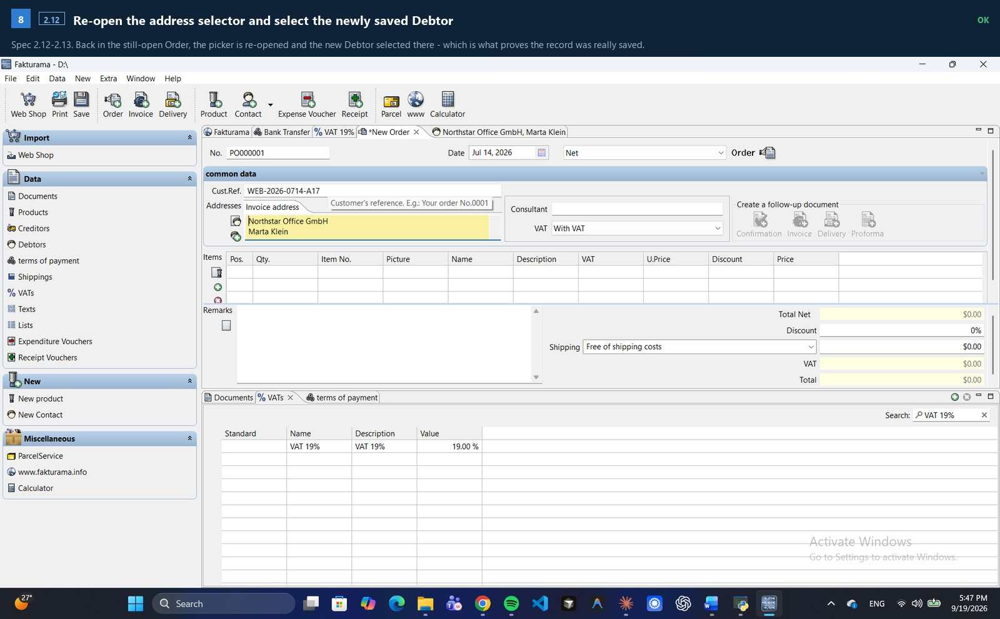 8 2.12 Re-open the address selector and select the newly saved Debtor OK
Spec 2.12-2.13. Back in the still-open Order, the picker is re-opened and the new Debtor selected there - which is what proves the record was really saved.
Fakturama - D:\
File Edit Data New Extra Window Help
Web Shop Print Save Order Invoice Delivery Product Contact Expense Voucher Receipt Parcel www Calculator
Import
Web Shop
Data
Documents
Products
Creditors
Debtors
terms of payment
Shippings
VATs
Texts
Lists
Expenditure Vouchers
Receipt Vouchers
New
New product
New Contact
Miscellaneous
ParcelService
www.fakturama.info
Calculator
Fakturama Bank Transfer VAT 19% *New Order Northstar Office GmbH, Marta Klein
No. PO000001 Date Jul 14, 2026 Net Order
common data
Cust.Ref. WEB-2026-0714-A17
Customer's reference. E.g.: Your order No.0001
Addresses Invoice address
Northstar Office GmbH
Marta Klein
Consultant
VAT With VAT
Create a follow-up document
Confirmation Invoice Delivery Proforma
Items Pos. Qty. Item No. Picture Name Description VAT U.Price Discount Price
Remarks
Total Net $0.00
Discount 0%
Shipping Free of shipping costs $0.00
VAT $0.00
Total $0.00
Documents VATs terms of payment
Search: VAT 19%
Standard Name Description Value
VAT 19% VAT 19% 19.00 %
Activate Windows
Go to Settings to activate Windows.
27° Search ENG 5:47 PM
9/19/2026